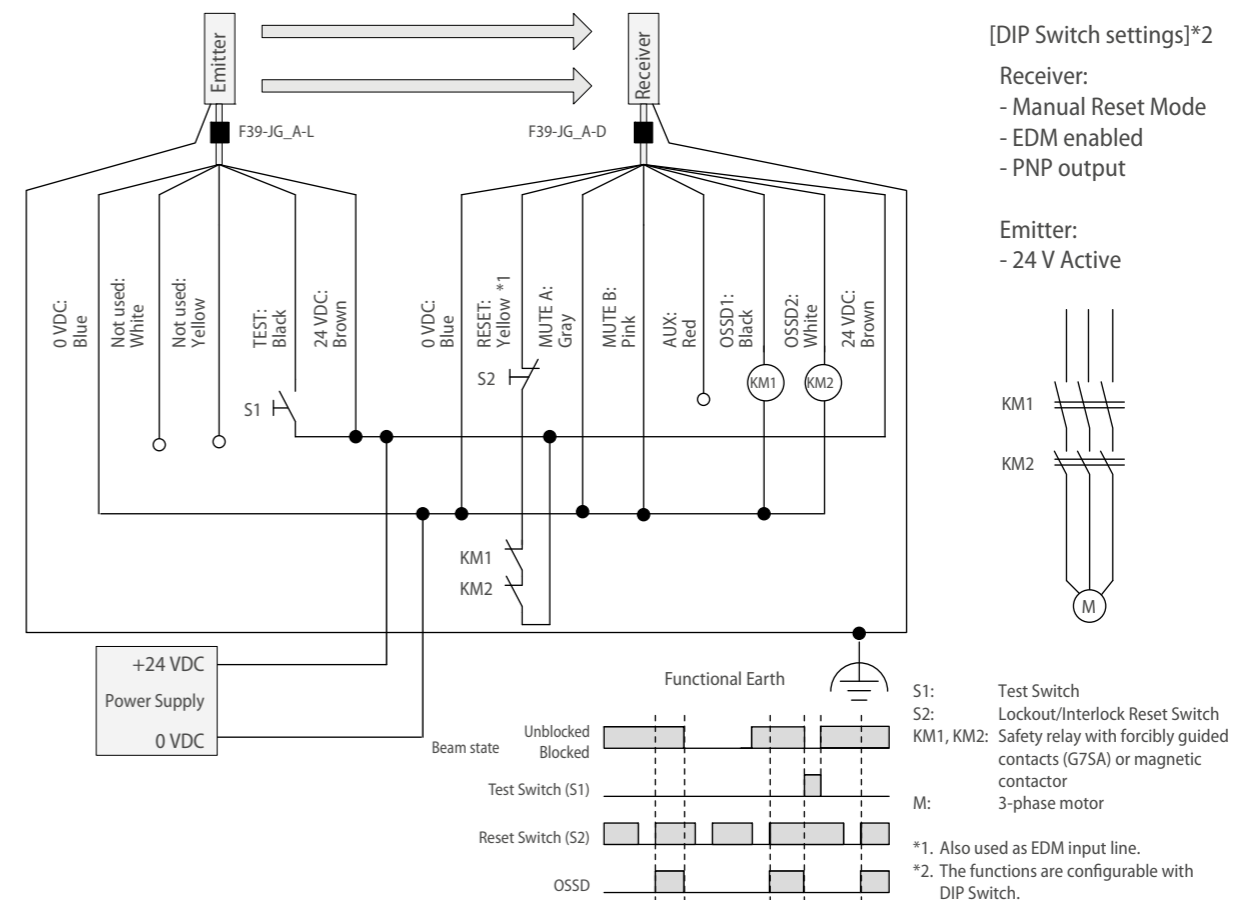 Emitter
Receiver
[DIP Switch settings]*2
Receiver:
- Manual Reset Mode
- EDM enabled
- PNP output
Emitter:
- 24 V Active
F39-JG_A-L
F39-JG_A-D
0 VDC:
Blue
Not used:
White
Not used:
Yellow
TEST:
Black
24 VDC:
Brown
0 VDC:
Blue
RESET:
Yellow *1
MUTE A:
Gray
MUTE B:
Pink
AUX:
Red
OSSD1:
Black
OSSD2:
White
24 VDC:
Brown
S1
S2
KM1
KM2
KM1
KM2
KM1
KM2
M
+24 VDC
Power Supply
0 VDC
Functional Earth
Beam state
Unblocked
Blocked
Test Switch (S1)
Reset Switch (S2)
OSSD
S1: Test Switch
S2: Lockout/Interlock Reset Switch
KM1, KM2: Safety relay with forcibly guided
contacts (G7SA) or magnetic
contactor
M: 3-phase motor
*1. Also used as EDM input line.
*2. The functions are configurable with
DIP Switch.